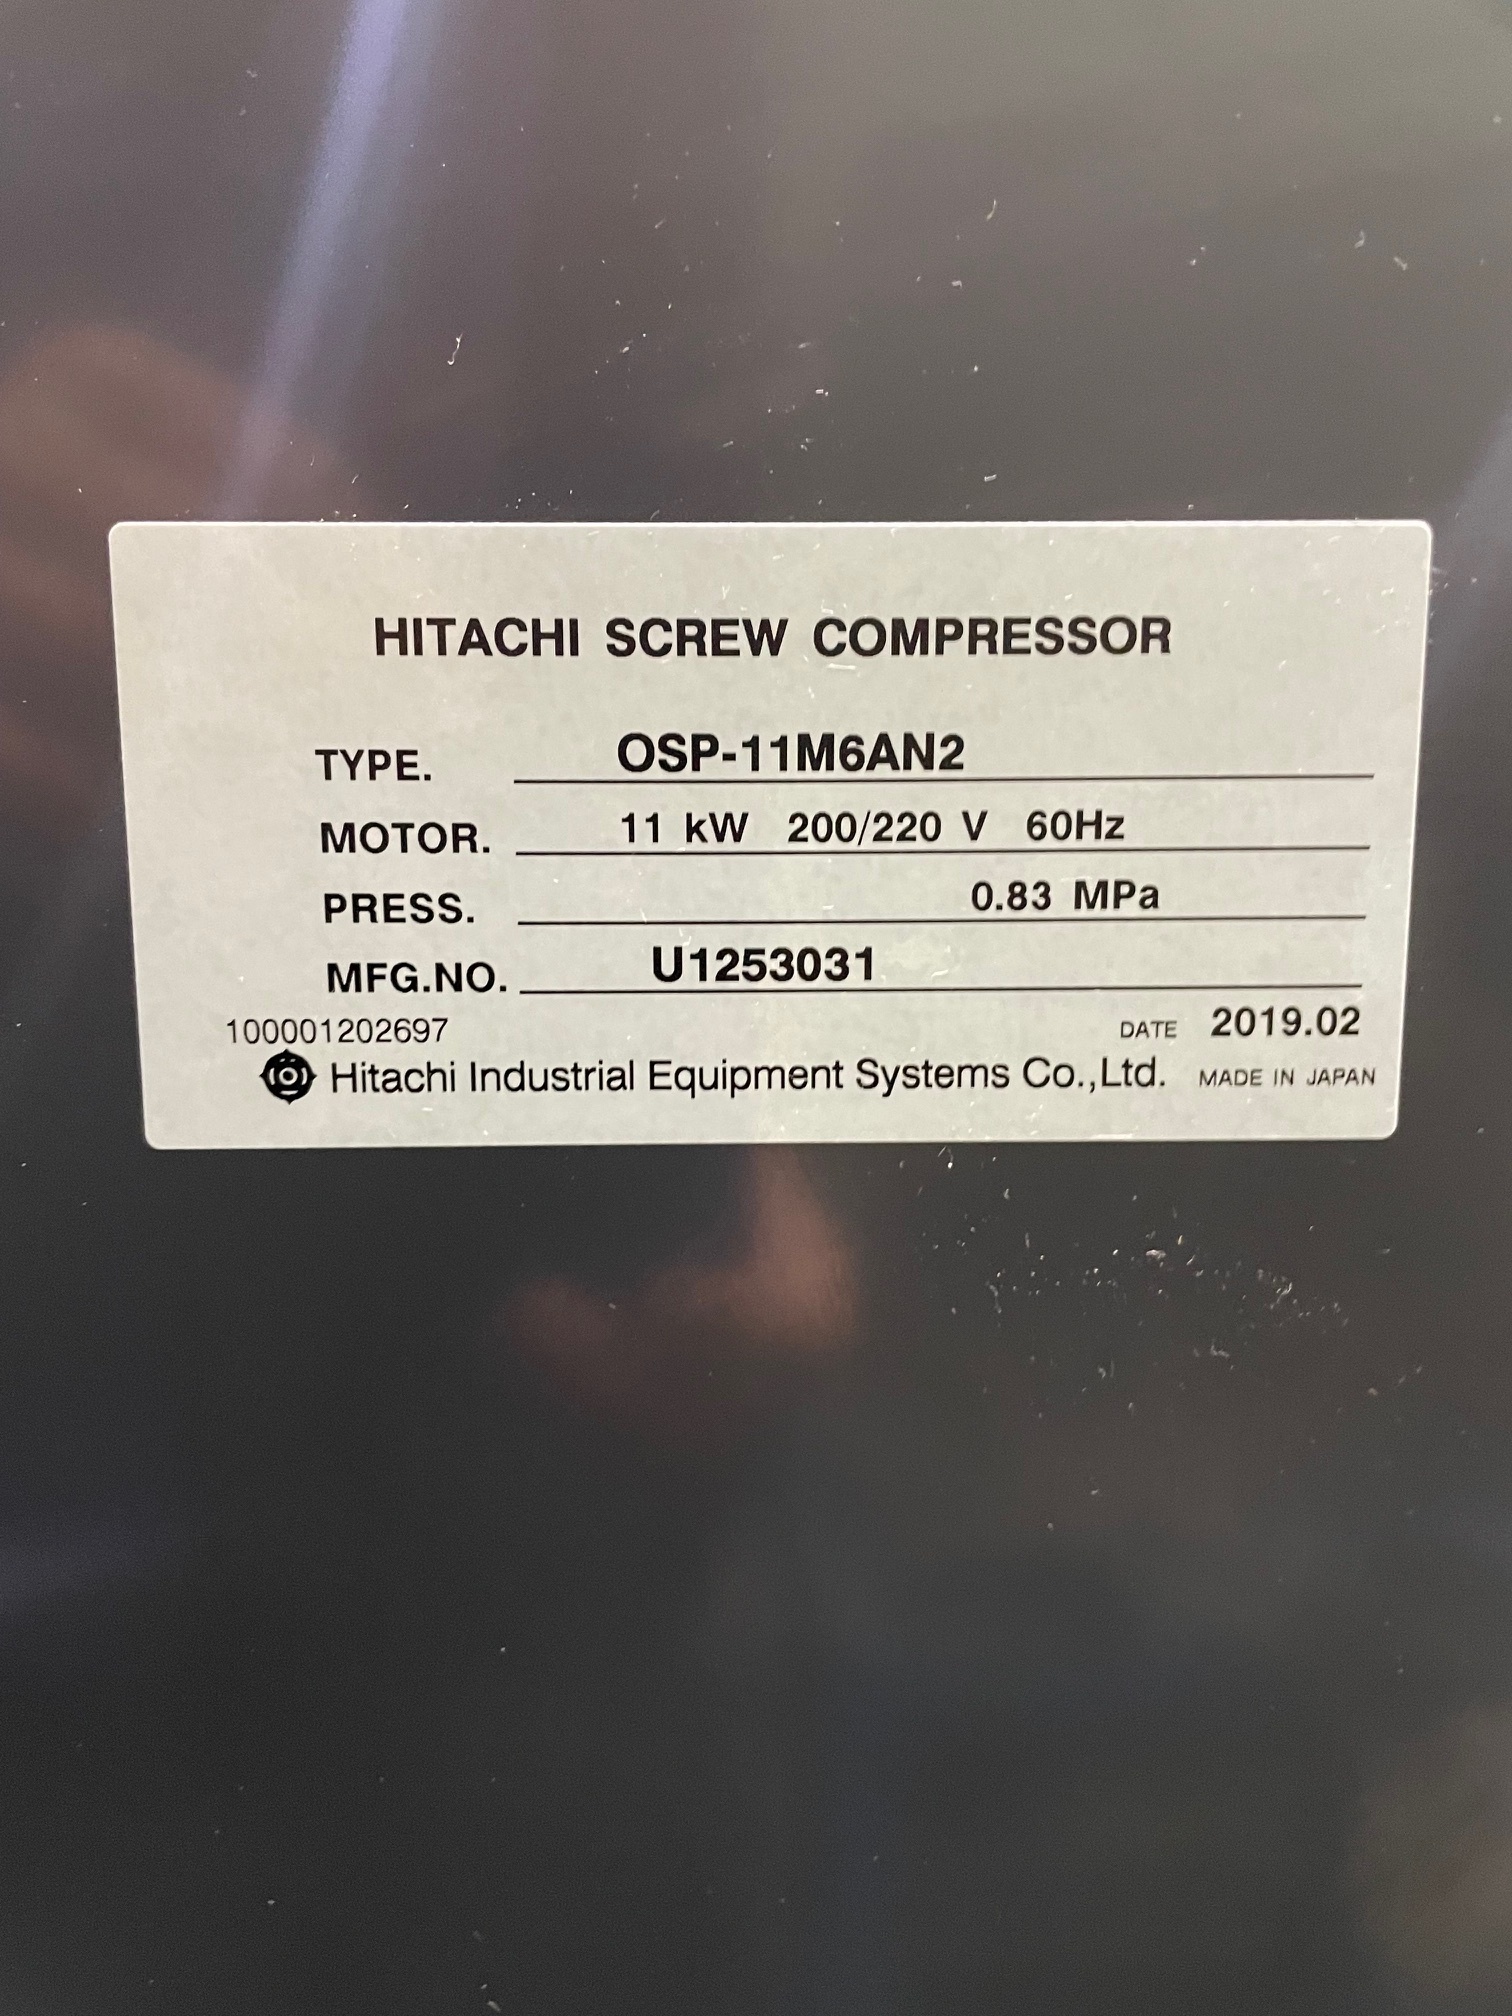 HITACHI SCREW COMPRESSOR
TYPE. OSP-11M6AN2
MOTOR. 11 kW 200/220 V 60Hz
PRESS. 0.83 MPa
MFG.NO. U1253031
100001202697 DATE 2019.02
Hitachi Industrial Equipment Systems Co.,Ltd. MADE IN JAPAN